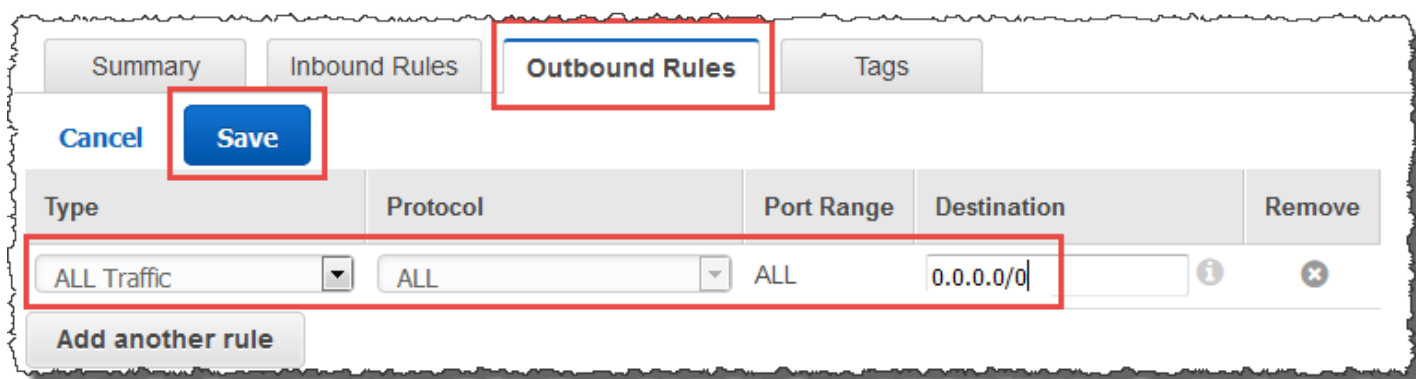 Summary Inbound Rules Outbound Rules Tags
Cancel Save
Type Protocol Port Range Destination Remove
ALL Traffic ALL ALL 0.0.0.0/0
Add another rule